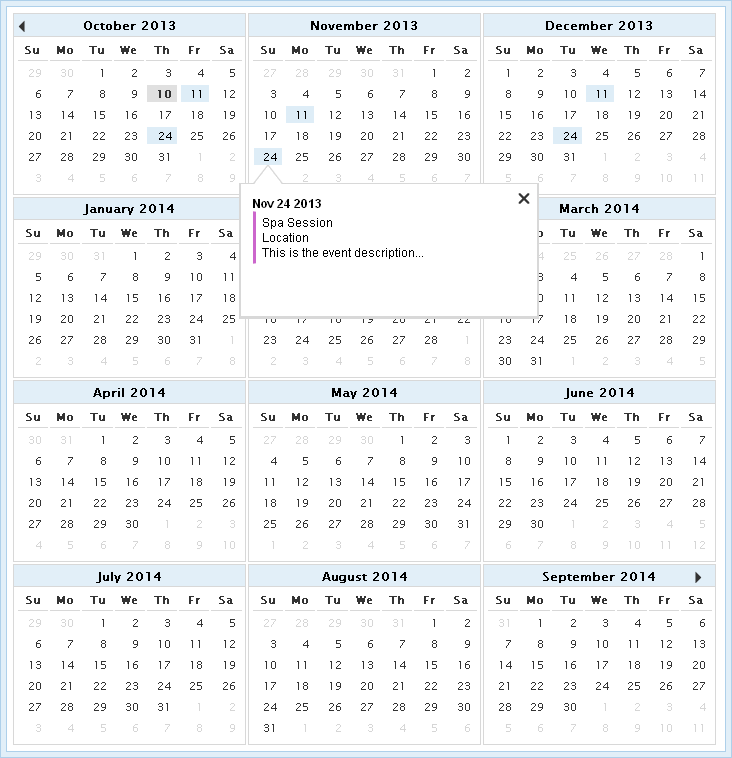 October 2013
Su Mo Tu We Th Fr Sa
29 30 1 2 3 4 5
6 7 8 9 10 11 12
13 14 15 16 17 18 19
20 21 22 23 24 25 26
27 28 29 30 31 1 2
3 4 5 6 7 8 9
November 2013
Su Mo Tu We Th Fr Sa
27 28 29 30 31 1 2
3 4 5 6 7 8 9
10 11 12 13 14 15 16
17 18 19 20 21 22 23
24 25 26 27 28 29 30
December 2013
Su Mo Tu We Th Fr Sa
1 2 3 4 5 6 7
8 9 10 11 12 13 14
15 16 17 18 19 20 21
22 23 24 25 26 27 28
29 30 31 1 2 3 4
5 6 7 8 9 10 11
Nov 24 2013
Spa Session
Location
This is the event description...
January 2014
Su Mo Tu We Th Fr Sa
29 30 31 1 2 3 4
5 6 7 8 9 10 11
12 13 14 15 16 17 18
19 20 21 22 23 24 25
26 27 28 29 30 31 1
2 3 4 5 6 7 8
16 17 18 19 20 21 22
23 24 25 26 27 28 1
2 3 4 5 6 7 8
March 2014
Tu We Th Fr Sa
25 26 27 28 1
4 5 6 7 8
11 12 13 14 15
16 17 18 19 20 21 22
23 24 25 26 27 28 29
30 31 1 2 3 4 5
April 2014
Su Mo Tu We Th Fr Sa
30 31 1 2 3 4 5
6 7 8 9 10 11 12
13 14 15 16 17 18 19
20 21 22 23 24 25 26
27 28 29 30 1 2 3
4 5 6 7 8 9 10
May 2014
Su Mo Tu We Th Fr Sa
27 28 29 30 1 2 3
4 5 6 7 8 9 10
11 12 13 14 15 16 17
18 19 20 21 22 23 24
25 26 27 28 29 30 31
1 2 3 4 5 6 7
June 2014
Su Mo Tu We Th Fr Sa
1 2 3 4 5 6 7
8 9 10 11 12 13 14
15 16 17 18 19 20 21
22 23 24 25 26 27 28
29 30 1 2 3 4 5
6 7 8 9 10 11 12
July 2014
Su Mo Tu We Th Fr Sa
29 30 1 2 3 4 5
6 7 8 9 10 11 12
13 14 15 16 17 18 19
20 21 22 23 24 25 26
27 28 29 30 31 1 2
3 4 5 6 7 8 9
August 2014
Su Mo Tu We Th Fr Sa
27 28 29 30 31 1 2
3 4 5 6 7 8 9
10 11 12 13 14 15 16
17 18 19 20 21 22 23
24 25 26 27 28 29 30
31 1 2 3 4 5 6
September 2014
Su Mo Tu We Th Fr Sa
31 1 2 3 4 5 6
7 8 9 10 11 12 13
14 15 16 17 18 19 20
21 22 23 24 25 26 27
28 29 30 1 2 3 4
5 6 7 8 9 10 11